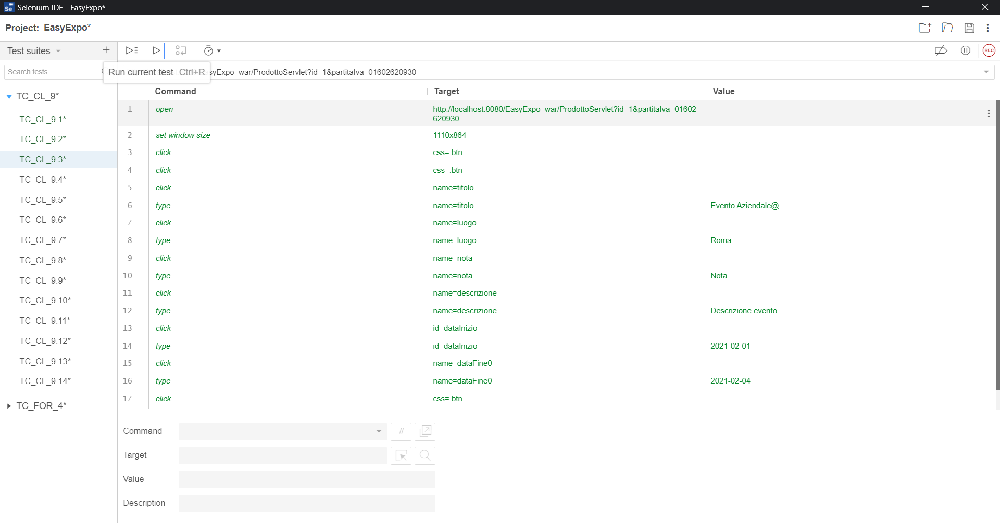 Selenium IDE - EasyExpo*
Project: EasyExpo*
Test suites
Run current test Ctrl+R
Search tests...
syExpo_war/ProdottoServlet?id=1&partitaIva=01602620930
REC
TC_CL_9*
TC_CL_9.1*
TC_CL_9.2*
TC_CL_9.3*
TC_CL_9.4*
TC_CL_9.5*
TC_CL_9.6*
TC_CL_9.7*
TC_CL_9.8*
TC_CL_9.9*
TC_CL_9.10*
TC_CL_9.11*
TC_CL_9.12*
TC_CL_9.13*
TC_CL_9.14*
TC_FOR_4*
Command Target Value
1 open http://localhost:8080/EasyExpo_war/ProdottoServlet?id=1&partitaIva=01602
620930
2 set window size 1110x864
3 click css=.btn
4 click css=.btn
5 click name=titolo
6 type name=titolo Evento Aziendale@
7 click name=luogo
8 type name=luogo Roma
9 click name=nota
10 type name=nota Nota
11 click name=descrizione
12 type name=descrizione Descrizione evento
13 click id=dataInizio
14 type id=dataInizio 2021-02-01
15 click name=dataFine0
16 type name=dataFine0 2021-02-04
17 click css=.btn
Command //
Target
Value
Description